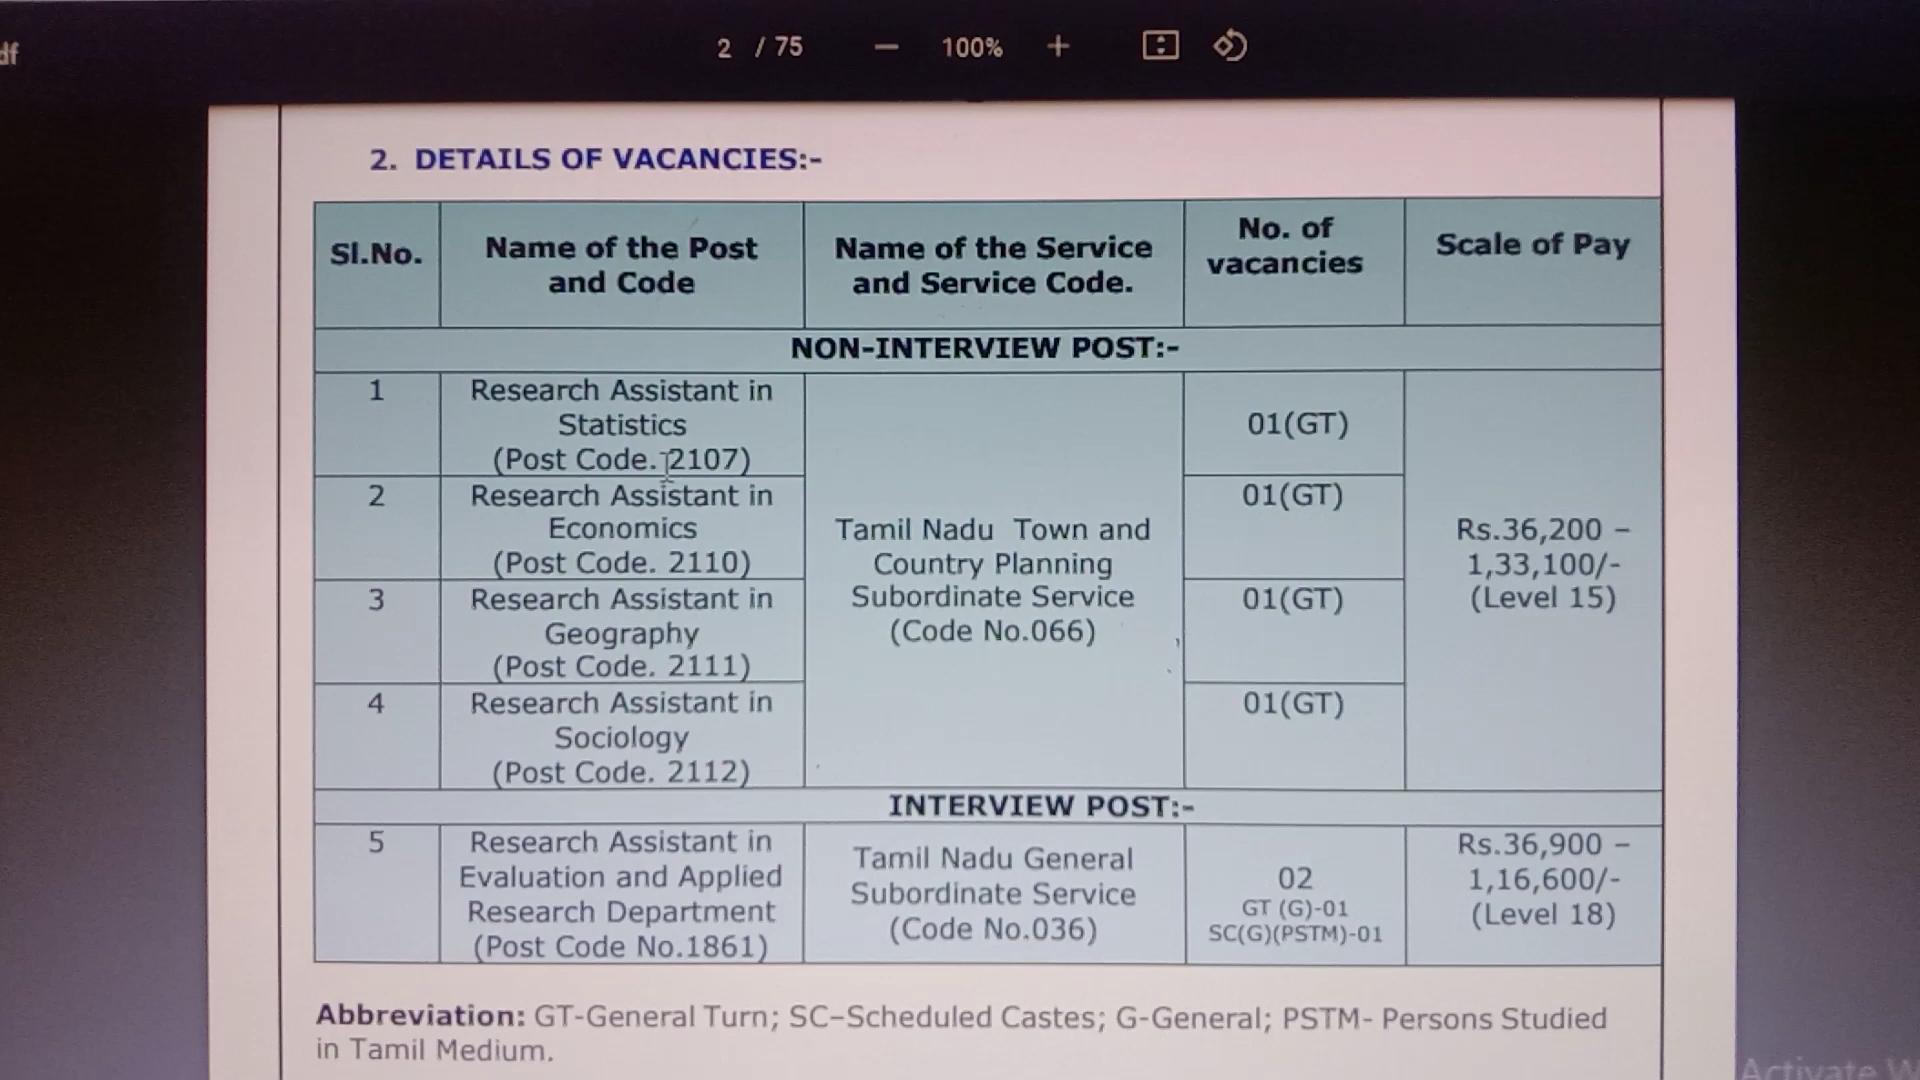 df
2 / 75 − 100% +
2. DETAILS OF VACANCIES:-
Sl.No.
Name of the Post
and Code
Name of the Service
and Service Code.
No. of
vacancies
Scale of Pay
NON-INTERVIEW POST:-
1
Research Assistant in
Statistics
(Post Code. 2107)
Tamil Nadu Town and
Country Planning
Subordinate Service
(Code No.066)
01(GT)
Rs.36,200 –
1,33,100/-
(Level 15)
2
Research Assistant in
Economics
(Post Code. 2110)
01(GT)
3
Research Assistant in
Geography
(Post Code. 2111)
01(GT)
4
Research Assistant in
Sociology
(Post Code. 2112)
01(GT)
INTERVIEW POST:-
5
Research Assistant in
Evaluation and Applied
Research Department
(Post Code No.1861)
Tamil Nadu General
Subordinate Service
(Code No.036)
02
GT (G)-01
SC(G)(PSTM)-01
Rs.36,900 –
1,16,600/-
(Level 18)
Abbreviation: GT-General Turn; SC–Scheduled Castes; G-General; PSTM- Persons Studied
in Tamil Medium.
Activate W